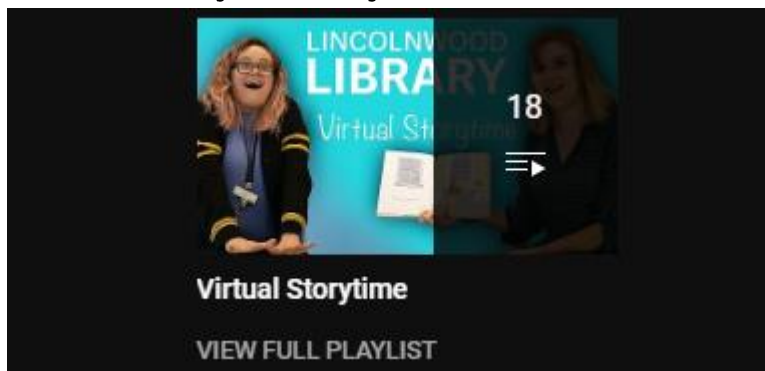 LINCOLNWOOD
LIBRARY
Virtual Storytime
18
Virtual Storytime
VIEW FULL PLAYLIST